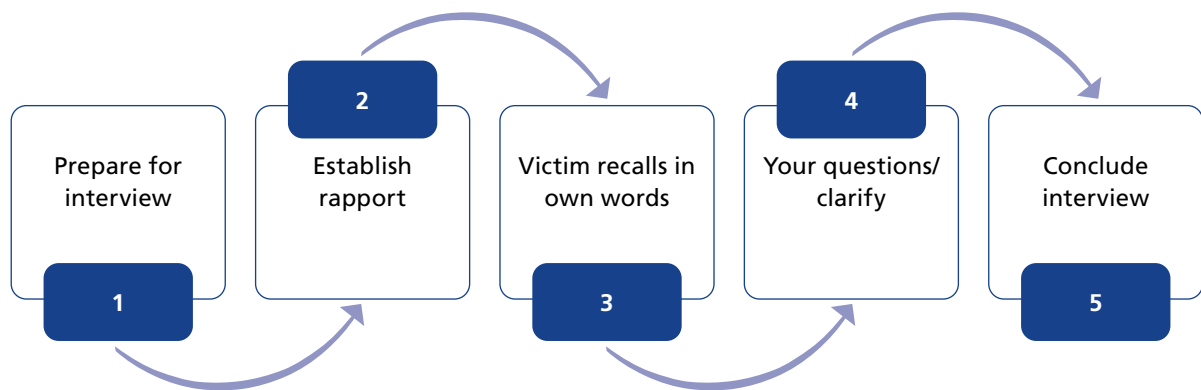 1
Prepare for
interview
2
Establish
rapport
3
Victim recalls in
own words
4
Your questions/
clarify
5
Conclude
interview